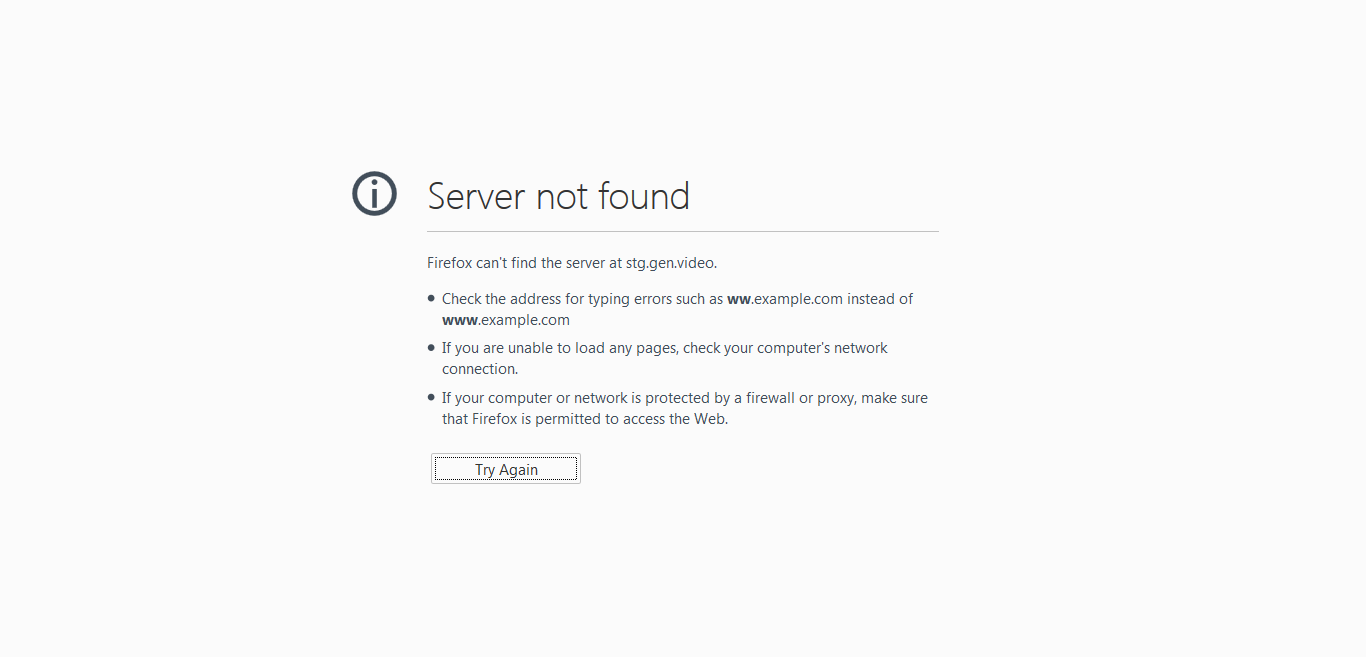 Server not found
Firefox can't find the server at stg.gen.video.
Check the address for typing errors such as ww.example.com instead of
www.example.com
If you are unable to load any pages, check your computer's network
connection.
If your computer or network is protected by a firewall or proxy, make sure
that Firefox is permitted to access the Web.
Try Again